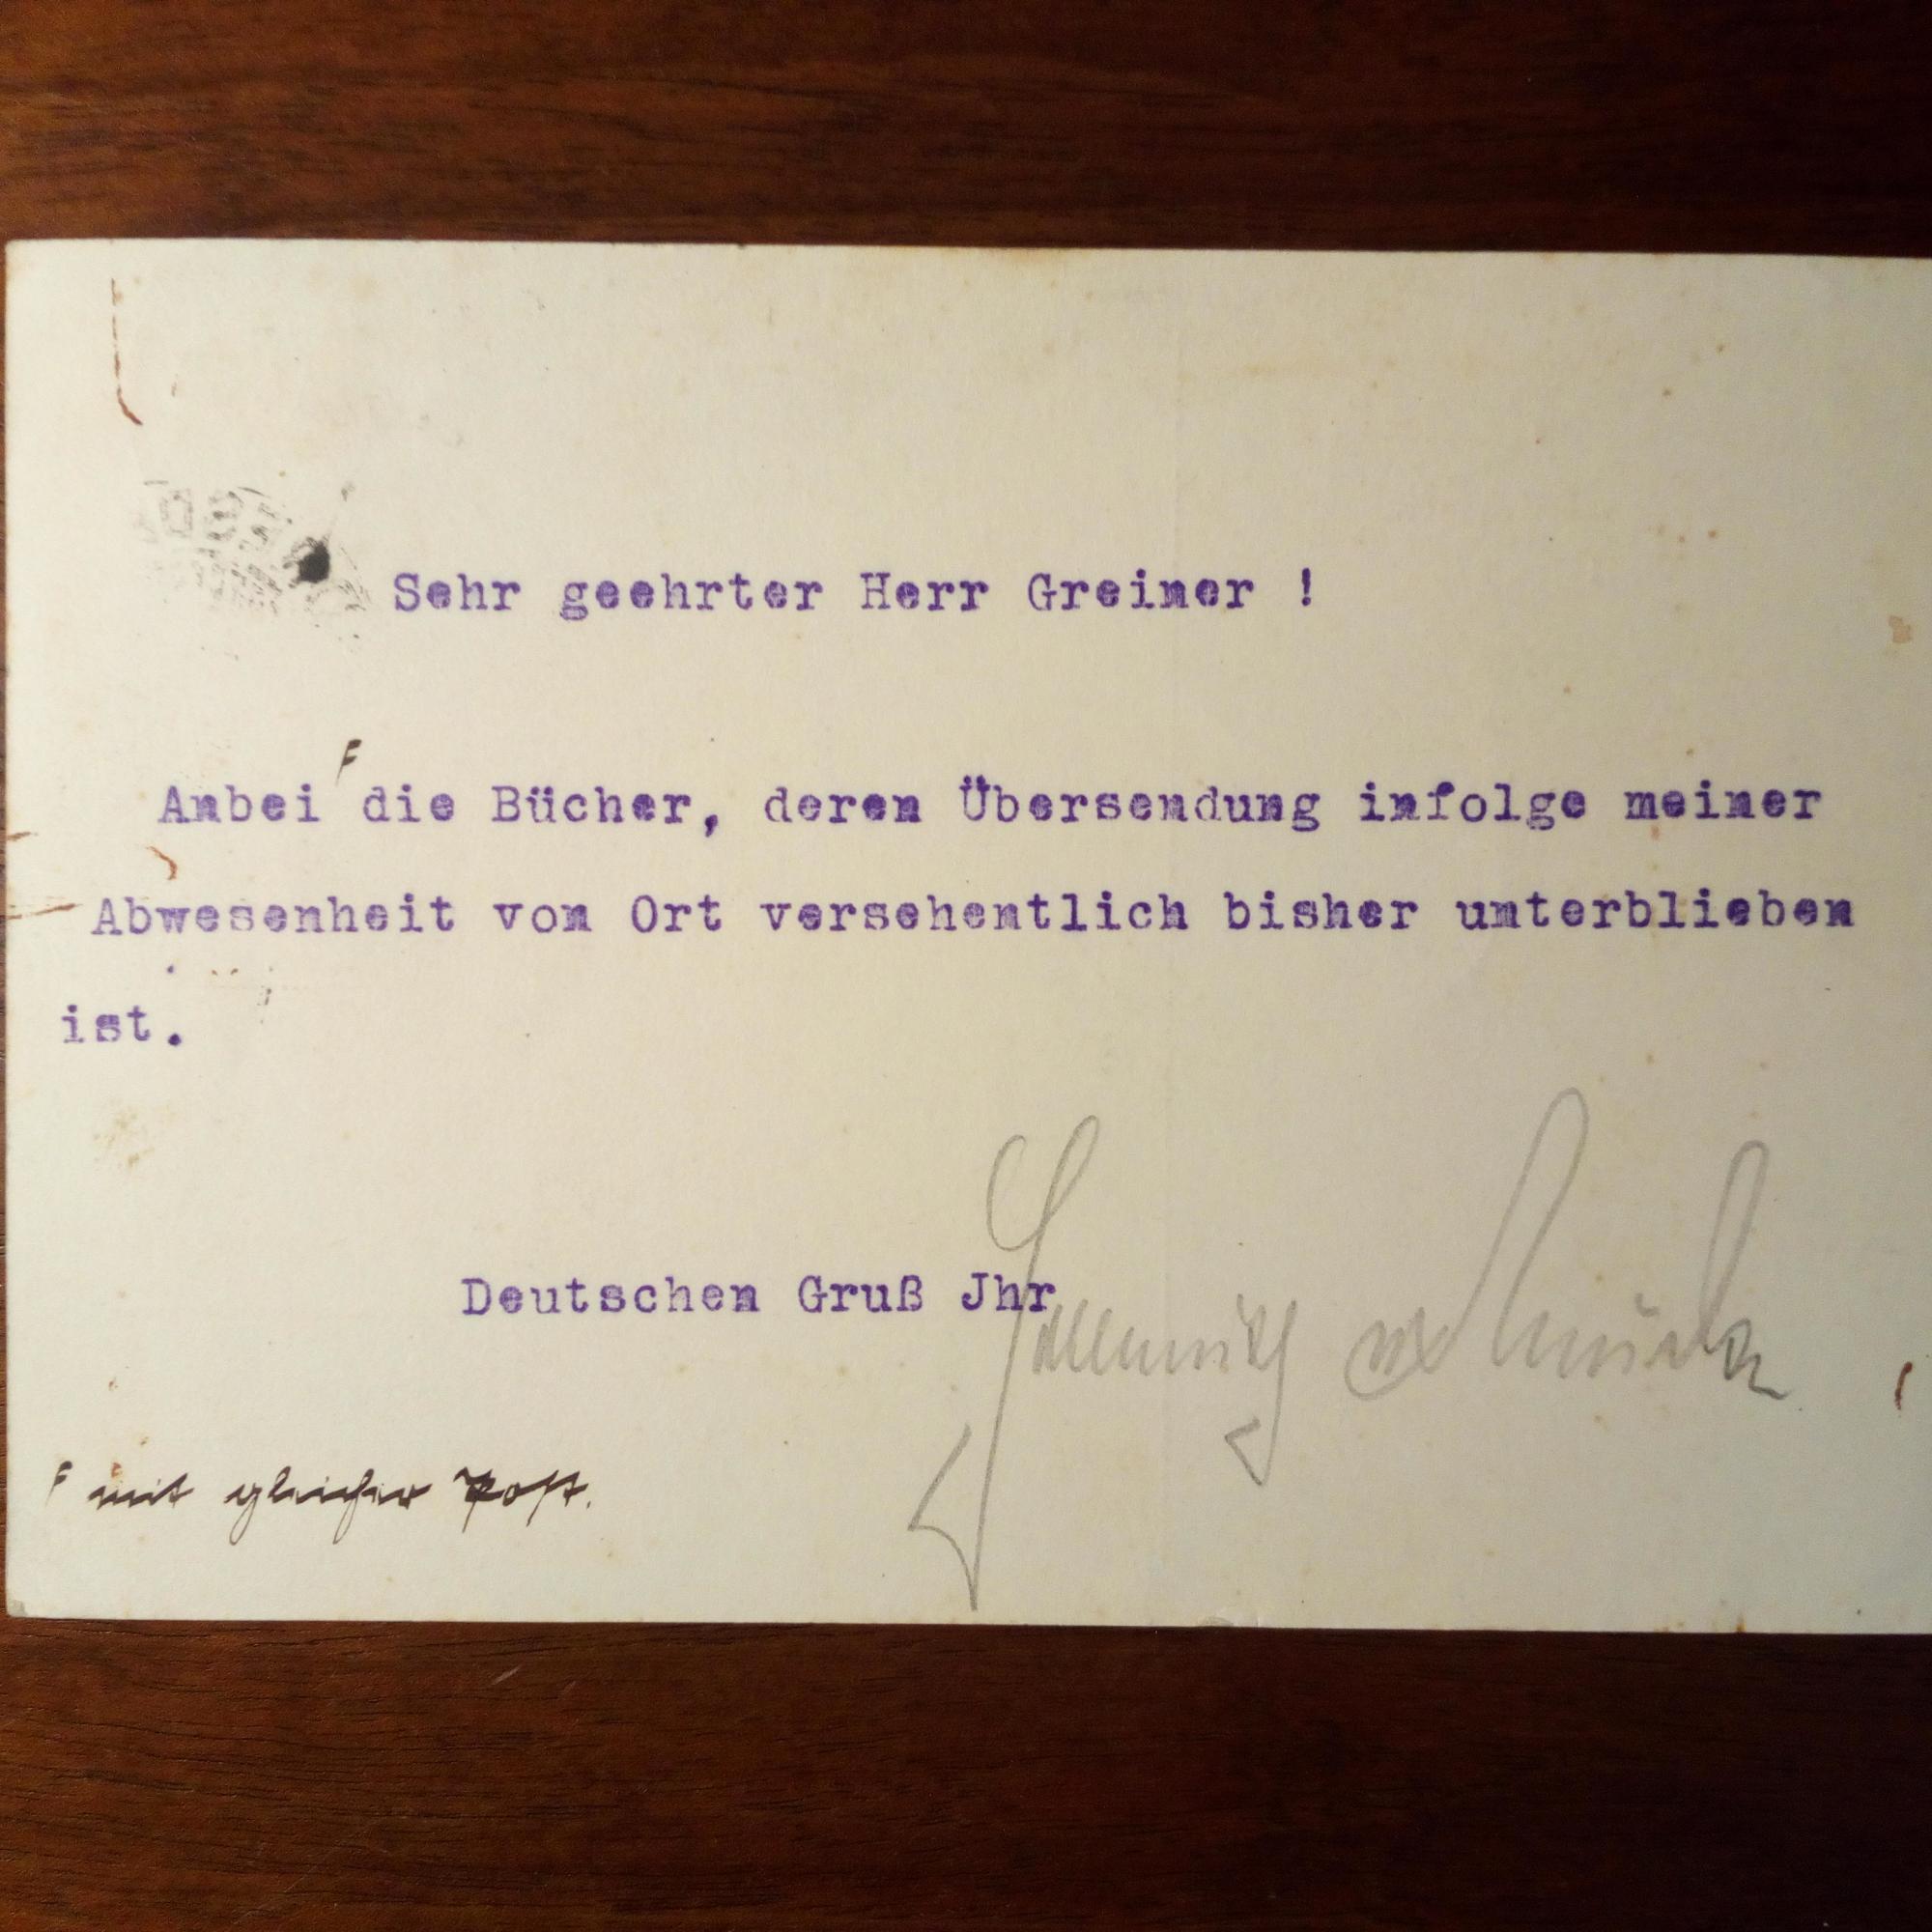 Sehr geehrter Herr Greiner !
F
Anbei die Bücher, deren Übersendung infolge meiner
Abwesenheit von Ort versehentlich bisher unterblieben
ist.
Deutschen Gruß Jhr
F mit gleicher Post.